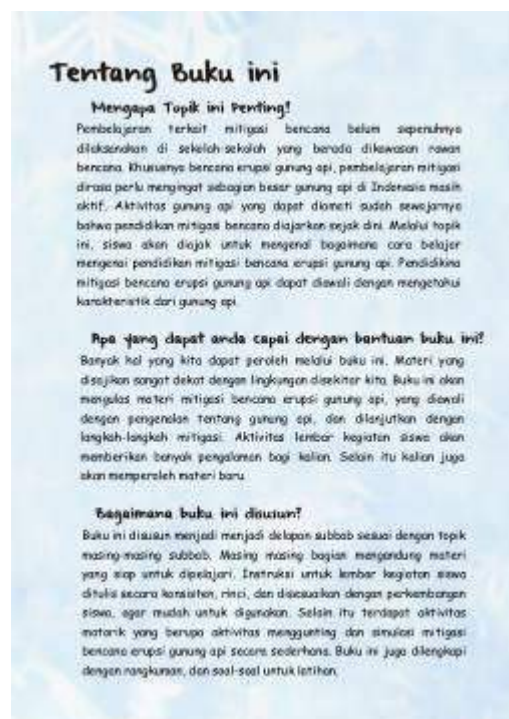 Tentang Buku ini
Mengapa Topik ini Penting?
Pembelajaran terkait mitigasi bencana belum sepenuhnya
dilaksanakan di sekolah-sekolah yang berada dikawasan rawan
bencana. Khususnya bencana erupsi gunung api, pembelajaran mitigasi
dirasa perlu mengingat sebagian besar gunung api di Indonesia masih
aktif. Aktivitas gunung api yang dapat diamati sudah sewajarnya
bahwa pendidikan mitigasi bencana diajarkan sejak dini. Melalui topik
ini, siswa akan diajak untuk mengenal bagaimana cara belajar
mengenai pendidikan mitigasi bencana erupsi gunung api. Pendidikina
mitigasi bencana erupsi gunung api dapat diawali dengan mengetahui
karakteristik dari gunung api.
Apa yang dapat anda capai dengan bantuan buku ini?
Banyak hal yang kita dapat peroleh melalui buku ini. Materi yang
disajikan sangat dekat dengan lingkungan disekitar kita. Buku ini akan
mengulas materi mitigasi bencana erupsi gunung api, yang diawali
dengan pengenalan tentang gunung api, dan dilanjutkan dengan
langkah-langkah mitigasi. Aktivitas lembar kegiatan siswa akan
memberikan banyak pengalaman bagi kalian. Selain itu kalian juga
akan memperoleh materi baru.
Bagaimana buku ini disusun?
Buku ini disusun menjadi menjadi delapan subbab sesuai dengan topik
masing-masing subbab. Masing masing bagian mengandung materi
yang siap untuk dipelajari. Instruksi untuk lembar kegiatan siswa
ditulis secara konsisten, rinci, dan disesuaikan dengan perkembangan
siswa, agar mudah untuk digunakan. Selain itu terdapat aktivitas
motorik yang berupa aktivitas menggunting dan simulasi mitigasi
bencana erupsi gunung api secara sederhana. Buku ini juga dilengkapi
dengan rangkuman, dan soal-soal untuk latihan.